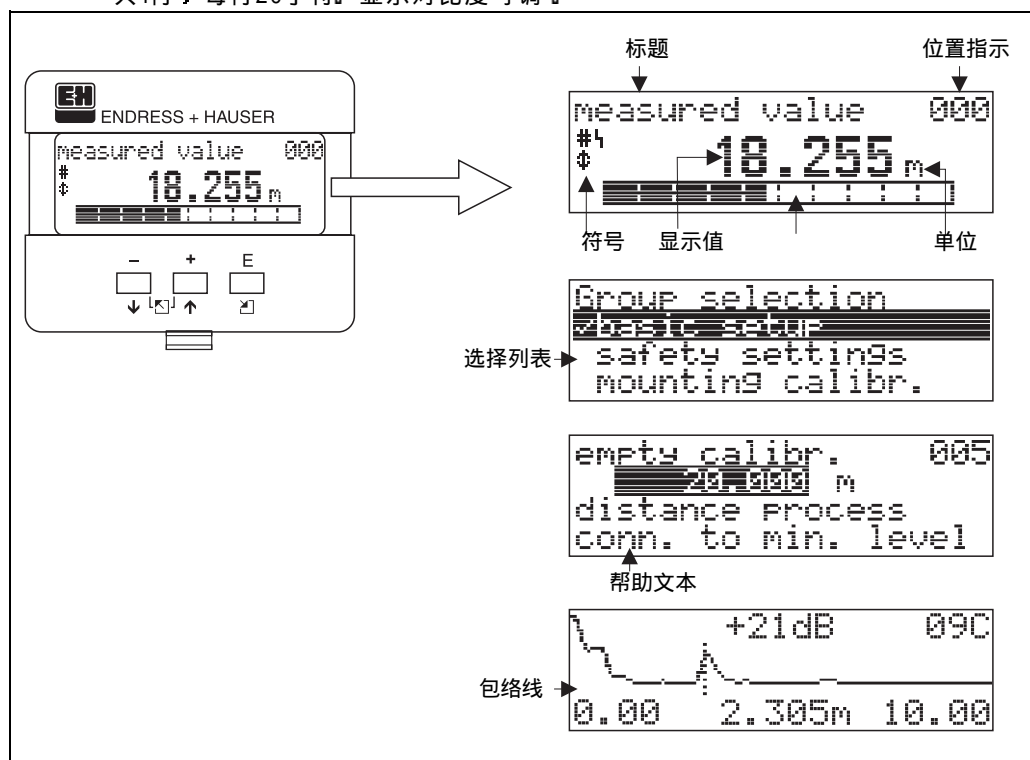 标题
位置指示
E+H
ENDRESS + HAUSER
measured value 000
18.255 m
- + E
measured value 000
18.255 m
符号
显示值
单位
选择列表
Group selection
basic setup
safety settings
mounting calibr.
empty calibr. 005
20.000 m
distance process
conn. to min. level
帮助文本
包络线
+21dB 09C
0.00 2.305m 10.00